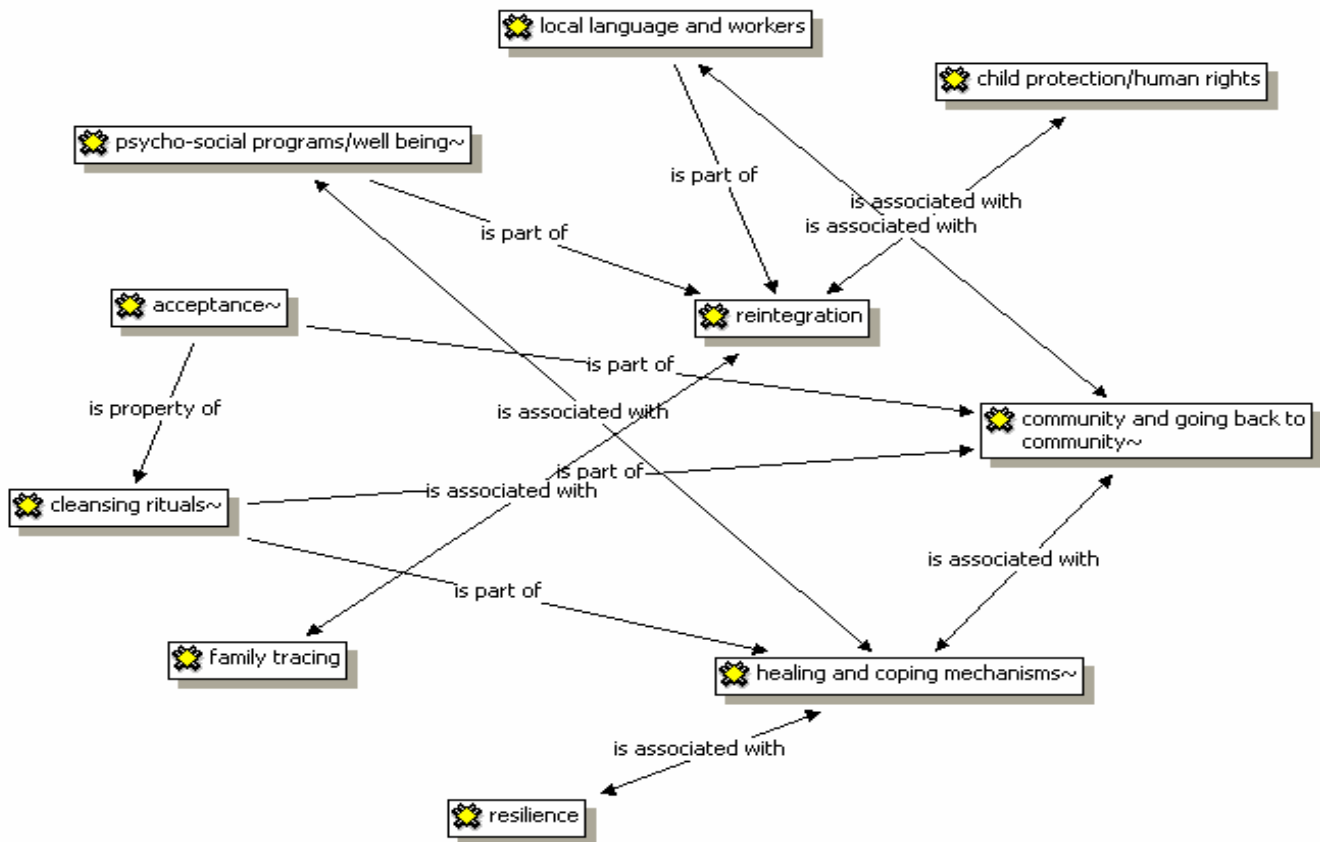 local language and workers
child protection/human rights
psycho-social programs/well being~
is part of
is associated with
is associated with
is part of
acceptance~
reintegration
is part of
is property of
is associated with
community and going back to
community~
is part of
is associated with
cleansing rituals~
is associated with
is part of
family tracing
healing and coping mechanisms~
is associated with
resilience